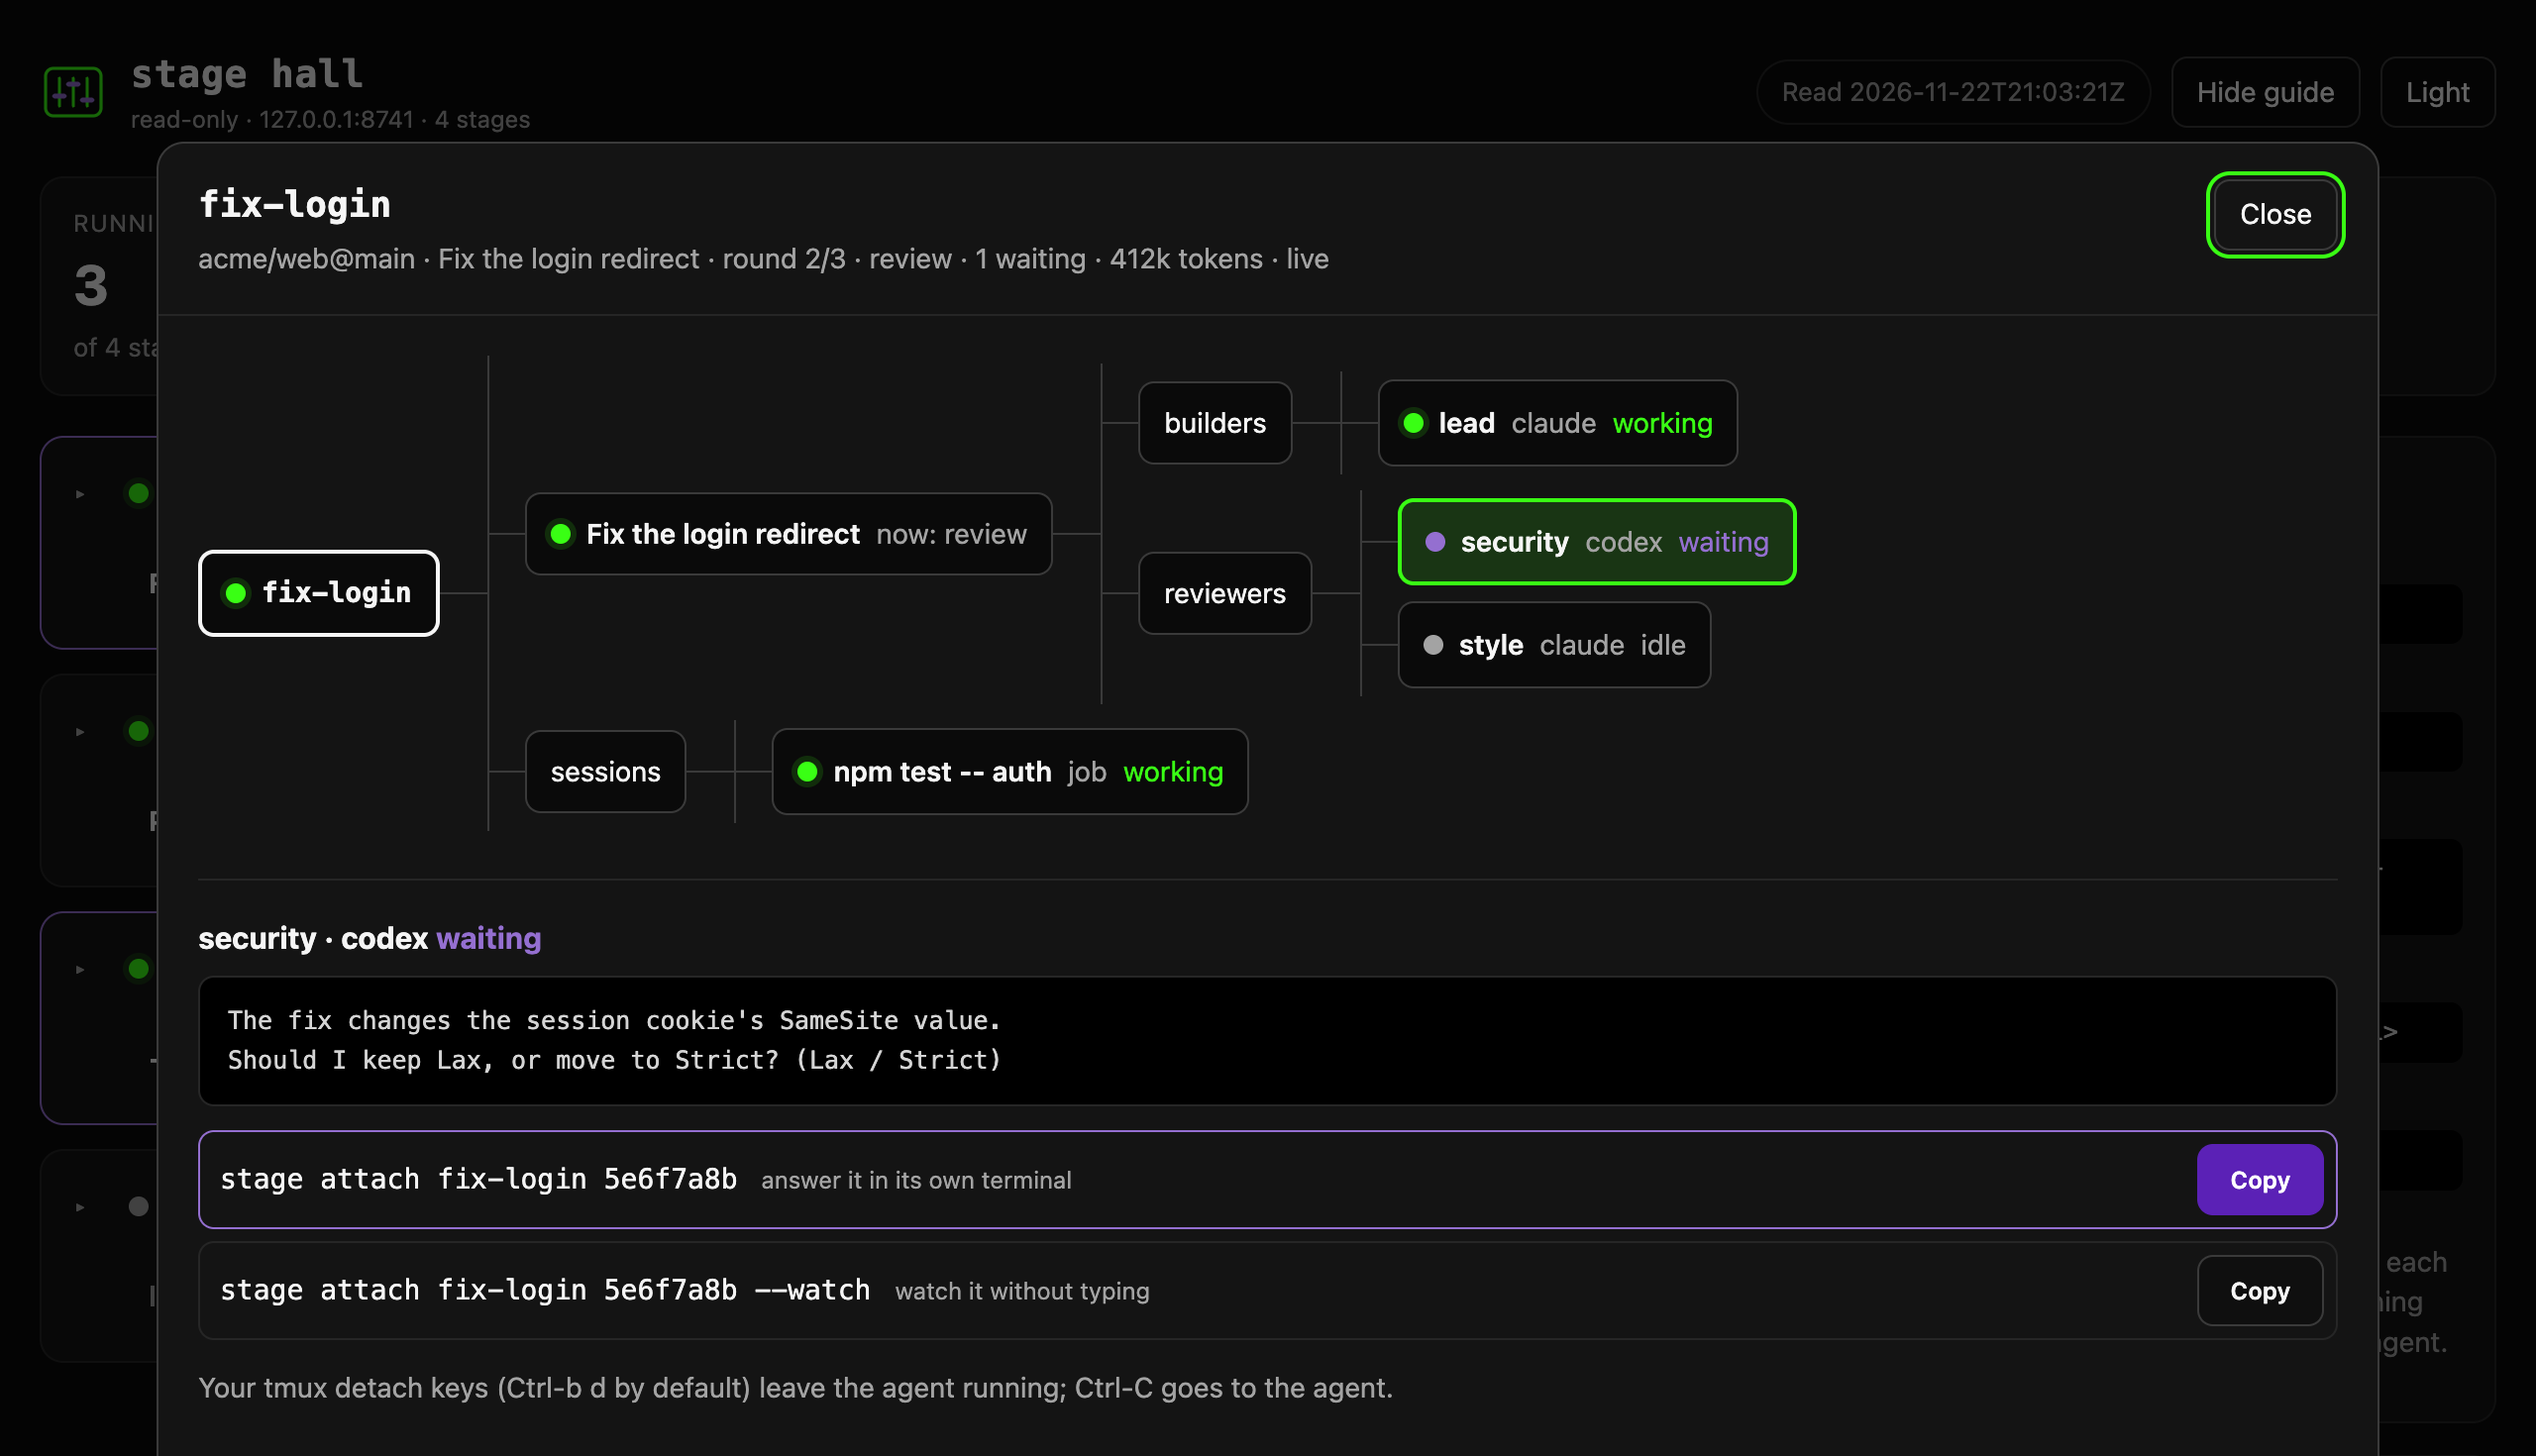 stage hall
read-only · 127.0.0.1:8741 · 4 stages
Read 2026-11-22T21:03:21Z
Hide guide
Light
3
of 4
fix-login
acme/web@main · Fix the login redirect · round 2/3 · review · 1 waiting · 412k tokens · live
Close
builders
lead claude working
Fix the login redirect now: review
security codex waiting
fix-login
reviewers
style claude idle
sessions
npm test -- auth job working
security · codex waiting
The fix changes the session cookie's SameSite value.
Should I keep Lax, or move to Strict? (Lax / Strict)
stage attach fix-login 5e6f7a8b answer it in its own terminal
Copy
stage attach fix-login 5e6f7a8b --watch watch it without typing
Copy
each
Your tmux detach keys (Ctrl-b d by default) leave the agent running; Ctrl-C goes to the agent.